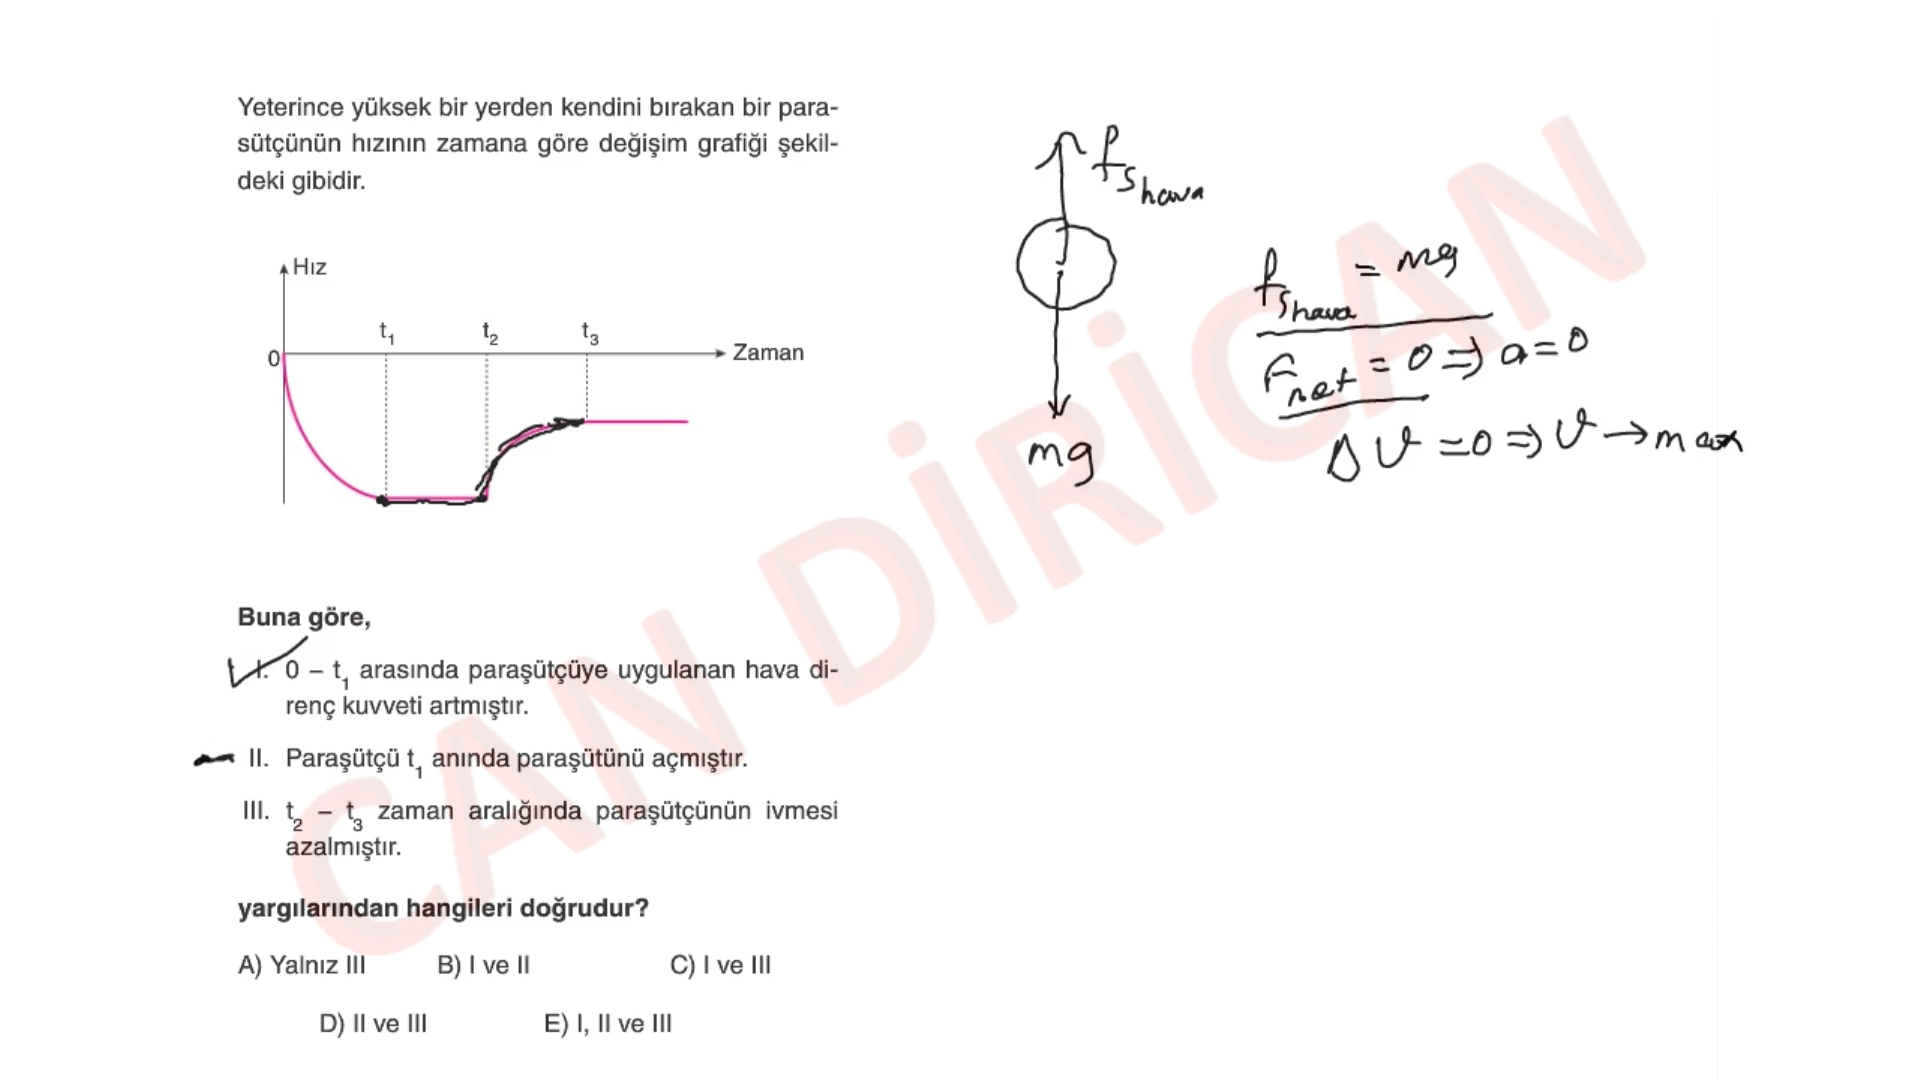 Yeterince yüksek bir yerden kendini bırakan bir para-
sütçünün hızının zamana göre değişim grafiği şekil-
deki gibidir.
Hız
t₁ t₂ t₃
0 Zaman
Buna göre,
I. 0 – t₁ arasında paraşütçüye uygulanan hava di-
renç kuvveti artmıştır.
II. Paraşütçü t₁ anında paraşütünü açmıştır.
III. t₂ – t₃ zaman aralığında paraşütçünün ivmesi
azalmıştır.
yargılarından hangileri doğrudur?
A) Yalnız III B) I ve II C) I ve III
D) II ve III E) I, II ve III
fs hava
mg
fs hava = mg
Fnet = 0 ⇒ a = 0
ΔV = 0 ⇒ V → max
CAN DİRİCAN